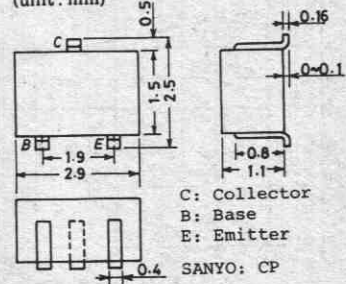 (unit: mm)
C
0.5
1.5
2.5
B
E
1.9
2.9
0.16
0~0.1
0.8
1.1
C: Collector
B: Base
E: Emitter
0.4
SANYO: CP